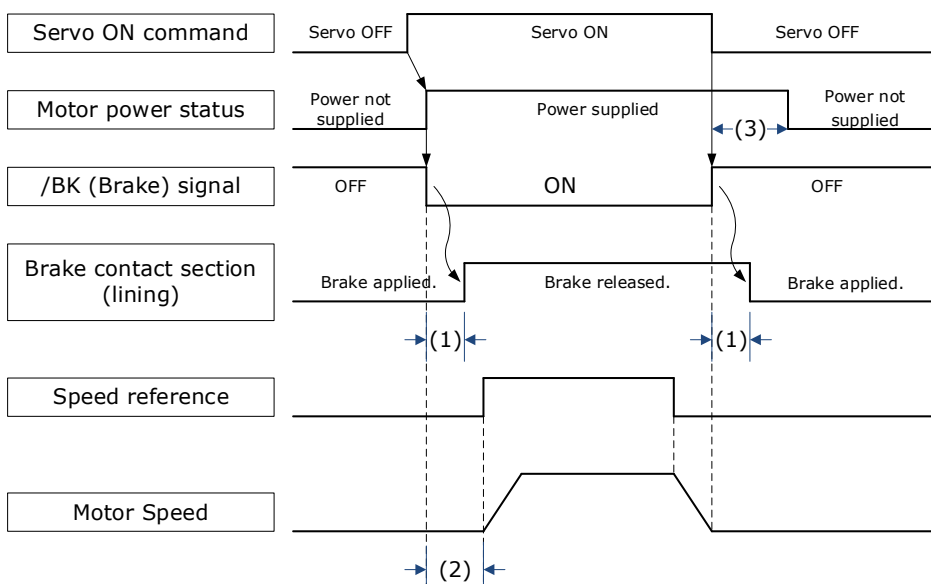 Servo ON command
Servo OFF
Servo ON
Servo OFF
Motor power status
Power not
supplied
Power supplied
(3)
Power not
supplied
/BK (Brake) signal
OFF
ON
OFF
Brake contact section
(lining)
Brake applied.
Brake released.
Brake applied.
(1)
(1)
Speed reference
Motor Speed
(2)